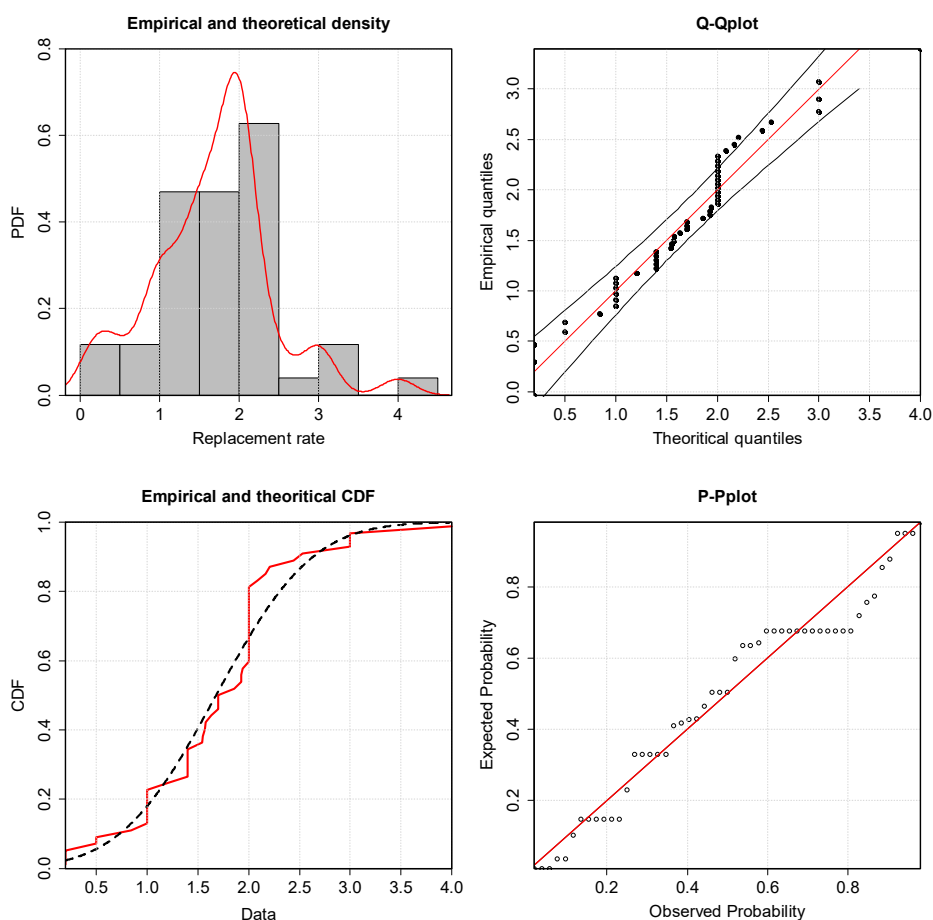 Empirical and theoretical density
PDF
0.0 0.2 0.4 0.6 0.8
0 1 2 3 4
Replacement rate
Q-Qplot
Empirical quantiles
0.0 0.5 1.0 1.5 2.0 2.5 3.0
0.5 1.0 1.5 2.0 2.5 3.0 3.5 4.0
Theoritical quantiles
Empirical and theoritical CDF
CDF
0.0 0.2 0.4 0.6 0.8 1.0
0.5 1.0 1.5 2.0 2.5 3.0 3.5 4.0
Data
P-Pplot
Expected Probability
0.2 0.4 0.6 0.8
0.2 0.4 0.6 0.8
Observed Probability